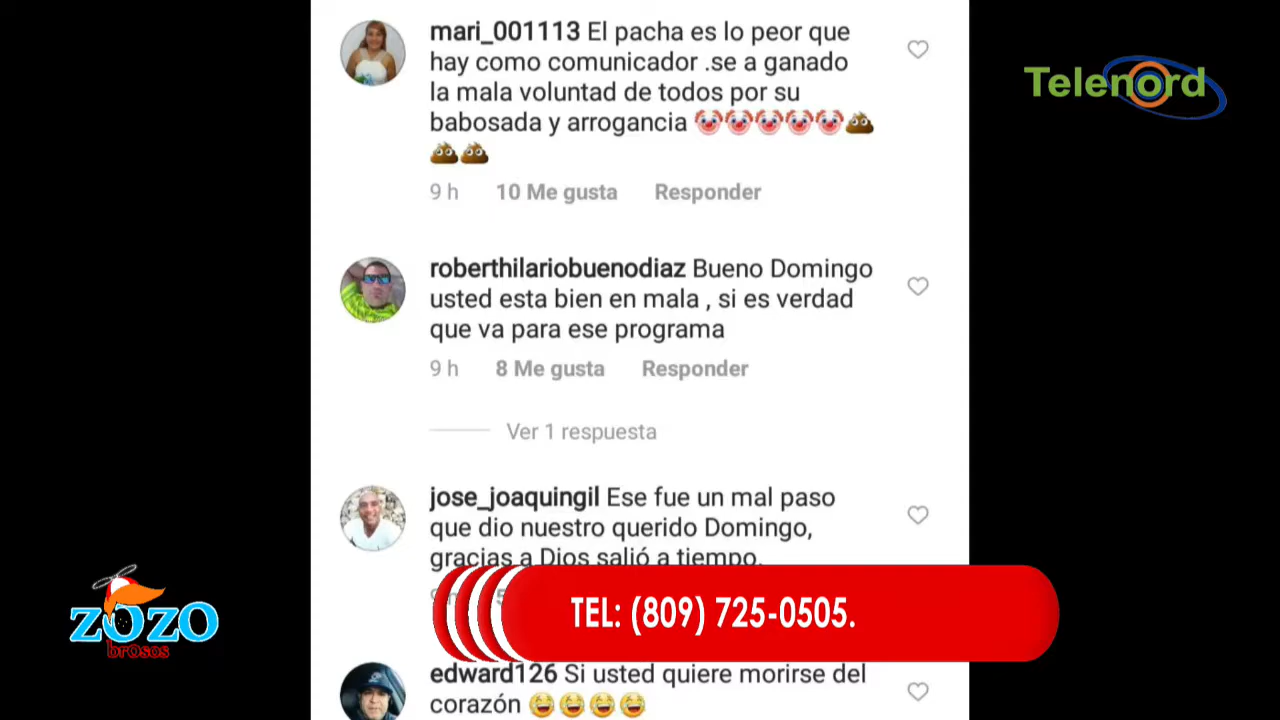 mari_001113 El pacha es lo peor que
hay como comunicador .se a ganado
la mala voluntad de todos por su
babosada y arrogancia 🤡🤡🤡🤡🤡💩
💩💩
9 h 10 Me gusta Responder
roberthilariobuenodiaz Bueno Domingo
usted esta bien en mala , si es verdad
que va para ese programa
9 h 8 Me gusta Responder
Ver 1 respuesta
jose_joaquingil Ese fue un mal paso
que dio nuestro querido Domingo,
gracias a Dios salió a tiempo.
edward126 Si usted quiere morirse del
corazón 😂😂😂😂
Telenord
zozo
brOsos
TEL: (809) 725-0505.